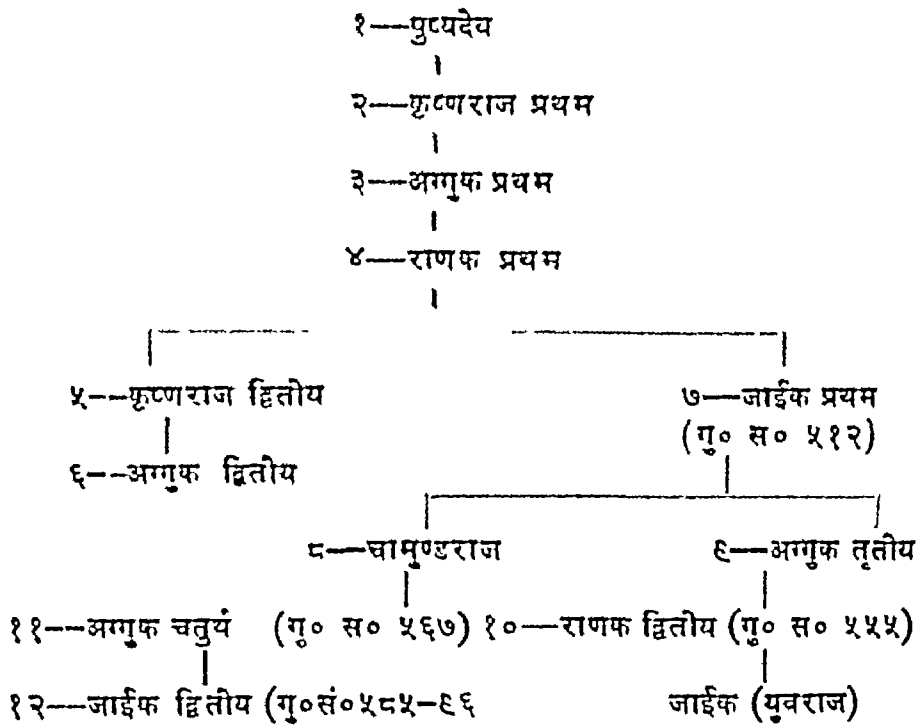 १—पुष्यदेव
२—कृष्णराज प्रथम
३—अग्गुक प्रथम
४—राणक प्रथम
५--कृष्णराज द्वितीय ७—जाईक प्रथम
(गु० स० ५१२)
६--अग्गुक द्वितीय
८—चामुण्डराज ९—अग्गुक तृतीय
११--अग्गुक चतुर्थ (गु० स० ५६७) १०—राणक द्वितीय (गु० स० ५५५)
१२--जाईक द्वितीय (गु०सं०५८५-९६ जाईक (युवराज)